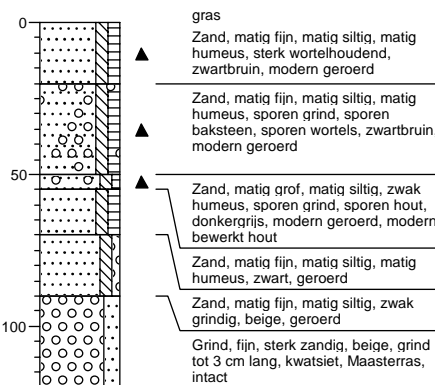 0
gras
Zand, matig fijn, matig siltig, matig
humeus, sterk wortelhoudend,
zwartbruin, modern geroerd
Zand, matig fijn, matig siltig, matig
humeus, sporen grind, sporen
baksteen, sporen wortels, zwartbruin,
modern geroerd
50
Zand, matig grof, matig siltig, zwak
humeus, sporen grind, sporen hout,
donkergrijs, modern geroerd, modern
bewerkt hout
Zand, matig fijn, matig siltig, matig
humeus, zwart, geroerd
Zand, matig fijn, matig siltig, zwak
grindig, beige, geroerd
100
Grind, fijn, sterk zandig, beige, grind
tot 3 cm lang, kwatsiet, Maasterras,
intact